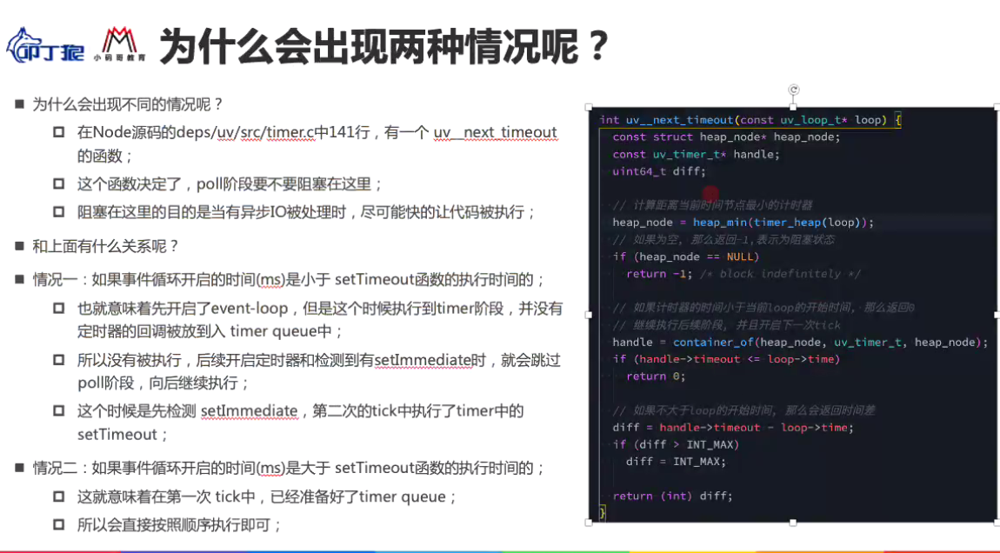 叩丁狼
小码哥教育
为什么会出现两种情况呢？
■ 为什么会出现不同的情况呢？
在Node源码的deps/uv/src/timer.c中141行，有一个 uv__next_timeout
的函数；
这个函数决定了，poll阶段要不要阻塞在这里；
阻塞在这里的目的是当有异步IO被处理时，尽可能快的让代码被执行；
■ 和上面有什么关系呢？
■ 情况一：如果事件循环开启的时间(ms)是小于 setTimeout函数的执行时间的；
也就意味着先开启了event-loop，但是这个时候执行到timer阶段，并没有
定时器的回调被放到入 timer queue中；
所以没有被执行，后续开启定时器和检测到有setImmediate时，就会跳过
poll阶段，向后继续执行；
这个时候是先检测 setImmediate，第二次的tick中执行了timer中的
setTimeout；
■ 情况二：如果事件循环开启的时间(ms)是大于 setTimeout函数的执行时间的；
这就意味着在第一次 tick中，已经准备好了timer queue；
所以会直接按照顺序执行即可；
int uv__next_timeout(const uv_loop_t* loop) {
const struct heap_node* heap_node;
const uv_timer_t* handle;
uint64_t diff;
// 计算距离当前时间节点最小的计时器
heap_node = heap_min(timer_heap(loop));
// 如果为空, 那么返回-1,表示为阻塞状态
if (heap_node == NULL)
return -1; /* block indefinitely */
// 如果计时器的时间小于当前loop的开始时间, 那么返回0
// 继续执行后续阶段, 并且开启下一次tick
handle = container_of(heap_node, uv_timer_t, heap_node);
if (handle->timeout <= loop->time)
return 0;
// 如果不大于loop的开始时间, 那么会返回时间差
diff = handle->timeout - loop->time;
if (diff > INT_MAX)
diff = INT_MAX;
return (int) diff;
}